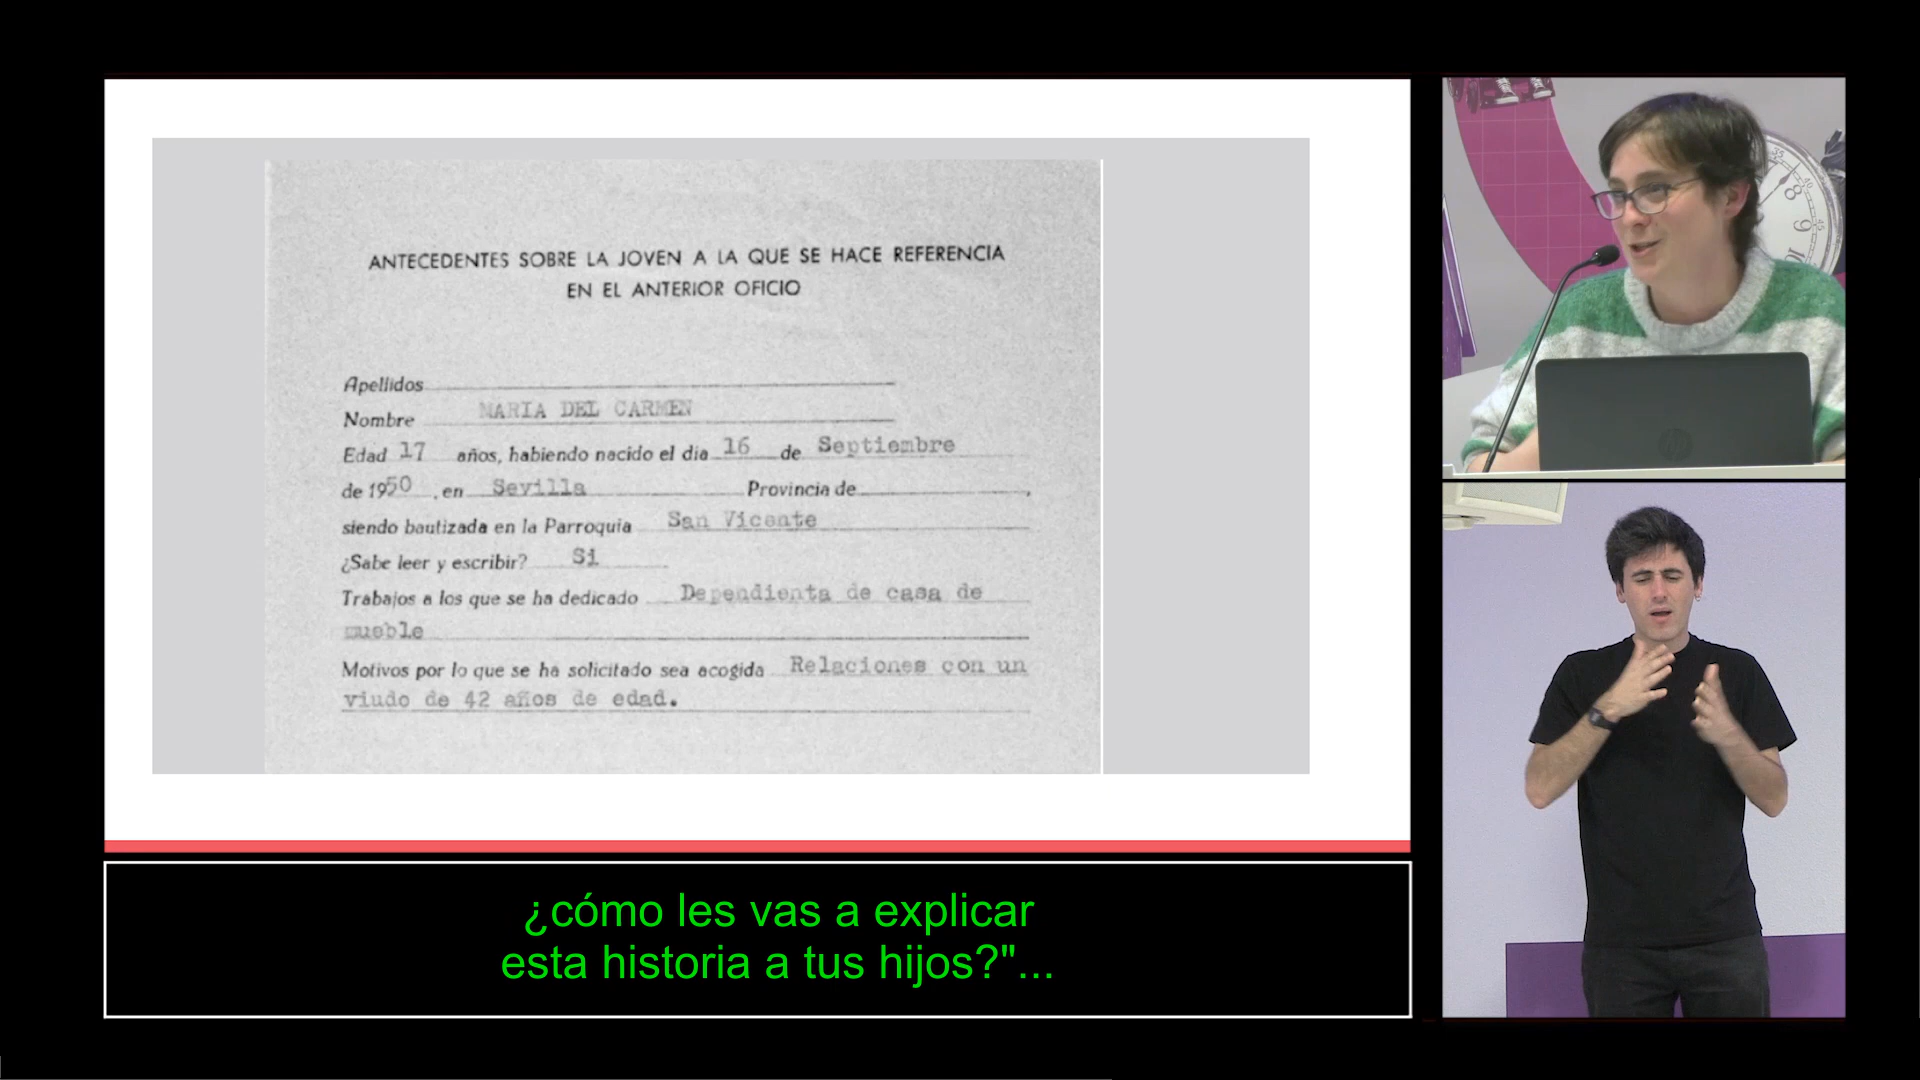 ANTECEDENTES SOBRE LA JOVEN A LA QUE SE HACE REFERENCIA
EN EL ANTERIOR OFICIO
Apellidos
Nombre MARIA DEL CARMEN
Edad 17 años, habiendo nacido el dia 16 de Septiembre
de 1950, en Sevilla Provincia de ,
siendo bautizada en la Parroquia San Vicente
¿Sabe leer y escribir? Si
Trabajos a los que se ha dedicado Dependienta de casa de
mueble
Motivos por lo que se ha solicitado sea acogida Relaciones con un
viudo de 42 años de edad.
¿cómo les vas a explicar
esta historia a tus hijos?"...